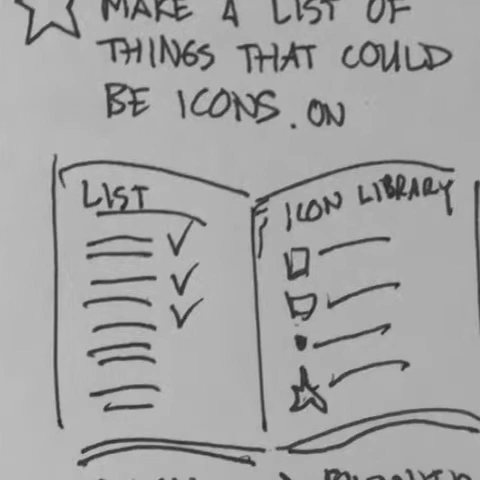 MAKE A LIST OF
THINGS THAT COULD
BE ICONS. ON
LIST
ICON LIBRARY